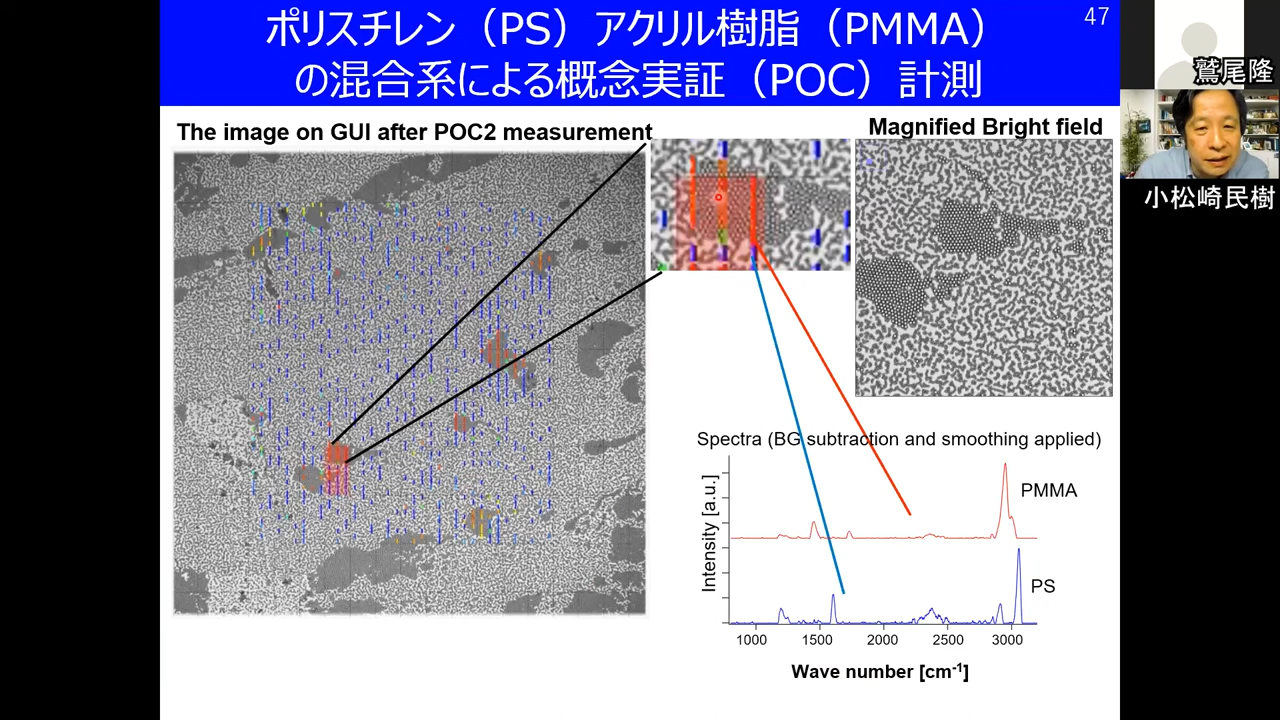 ポリスチレン（PS）アクリル樹脂（PMMA）
の混合系による概念実証（POC）計測
47
鷲尾隆
小松崎民樹
The image on GUI after POC2 measurement
Magnified Bright field
Spectra (BG subtraction and smoothing applied)
Intensity [a.u.]
PMMA
PS
1000 1500 2000 2500 3000
Wave number [cm-1]